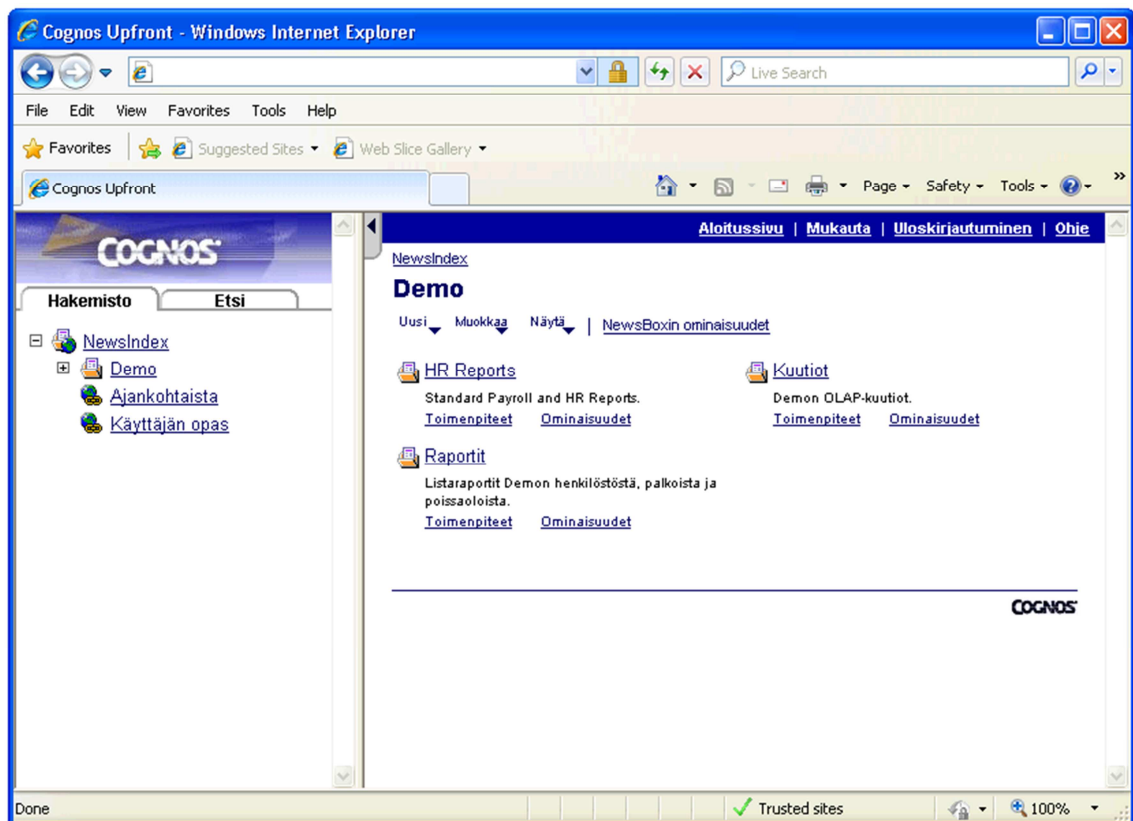 Cognos Upfront - Windows Internet Explorer
Live Search
File Edit View Favorites Tools Help
Favorites Suggested Sites Web Slice Gallery
Cognos Upfront
Page Safety Tools »
COGNOS
Hakemisto Etsi
NewsIndex
Demo
Ajankohtaista
Käyttäjän opas
Aloitussivu | Mukauta | Uloskirjautuminen | Ohje
NewsIndex
Demo
Uusi Muokkaa Näytä | NewsBoxin ominaisuudet
HR Reports
Standard Payroll and HR Reports.
Toimenpiteet Ominaisuudet
Kuutiot
Demon OLAP-kuutiot.
Toimenpiteet Ominaisuudet
Raportit
Listaraportit Demon henkilöstöstä, palkoista ja
poissaoloista.
Toimenpiteet Ominaisuudet
COGNOS
Done Trusted sites 100%